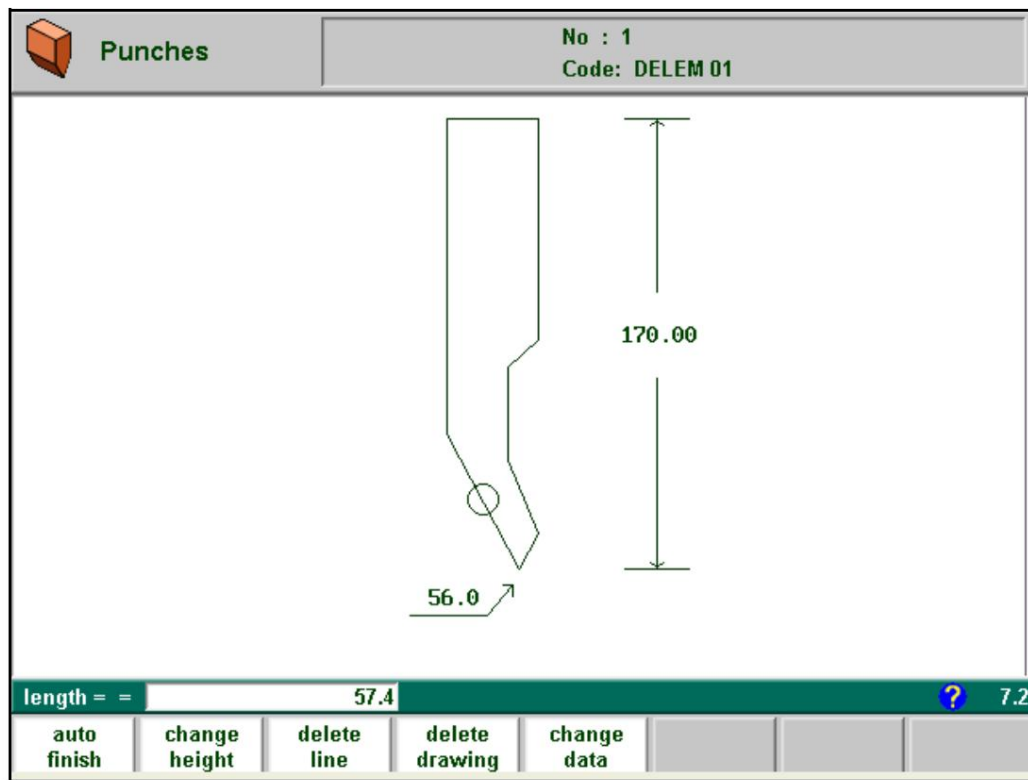 Punches
No : 1
Code: DELEM 01
170.00
56.0
length = = 57.4
? 7.2
auto finish
change height
delete line
delete drawing
change data